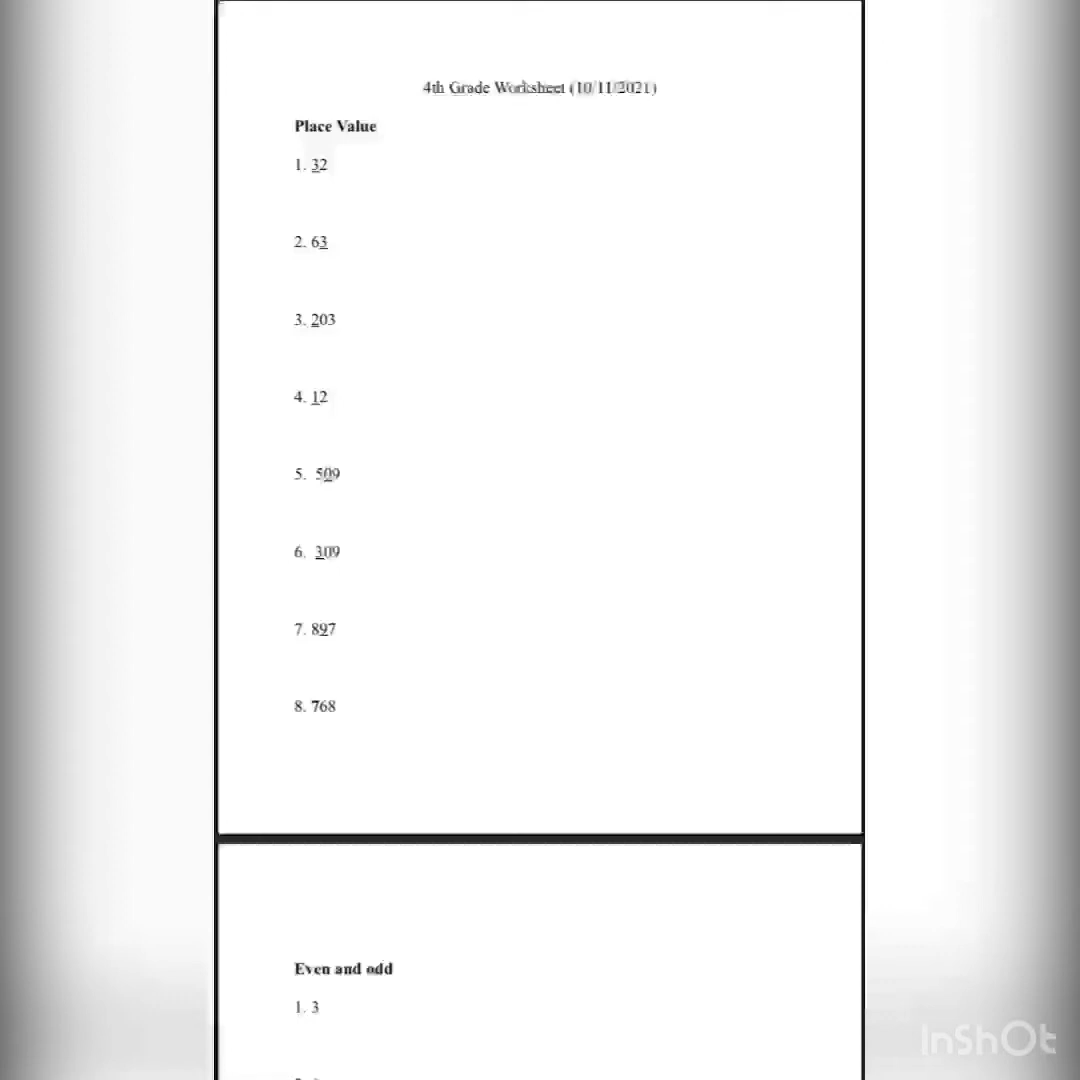 4th Grade Worksheet (10/11/2021)
Place Value
1. 32
2. 63
3. 203
4. 12
5. 509
6. 309
7. 897
8. 768
Even and odd
1. 3
InShOt